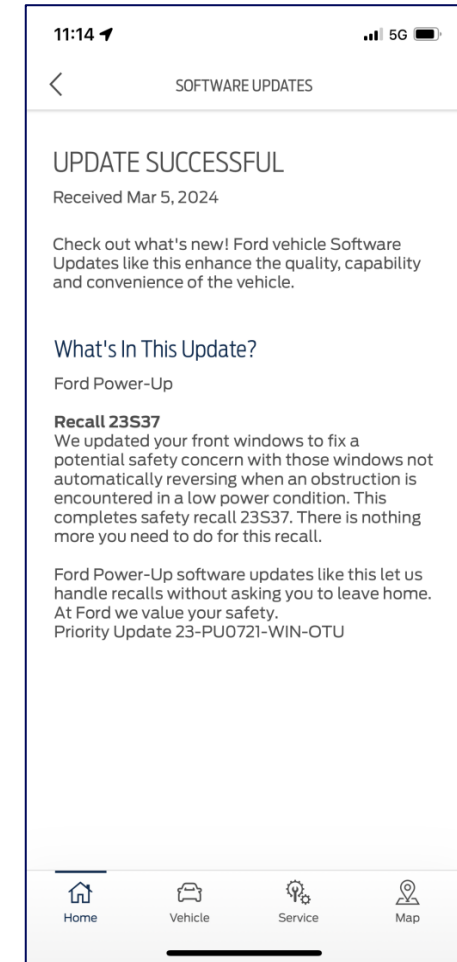 11:14
5G
SOFTWARE UPDATES
UPDATE SUCCESSFUL
Received Mar 5, 2024
Check out what's new! Ford vehicle Software
Updates like this enhance the quality, capability
and convenience of the vehicle.
What's In This Update?
Ford Power-Up
Recall 23S37
We updated your front windows to fix a
potential safety concern with those windows not
automatically reversing when an obstruction is
encountered in a low power condition. This
completes safety recall 23S37. There is nothing
more you need to do for this recall.
Ford Power-Up software updates like this let us
handle recalls without asking you to leave home.
At Ford we value your safety.
Priority Update 23-PU0721-WIN-OTU
Home Vehicle Service Map